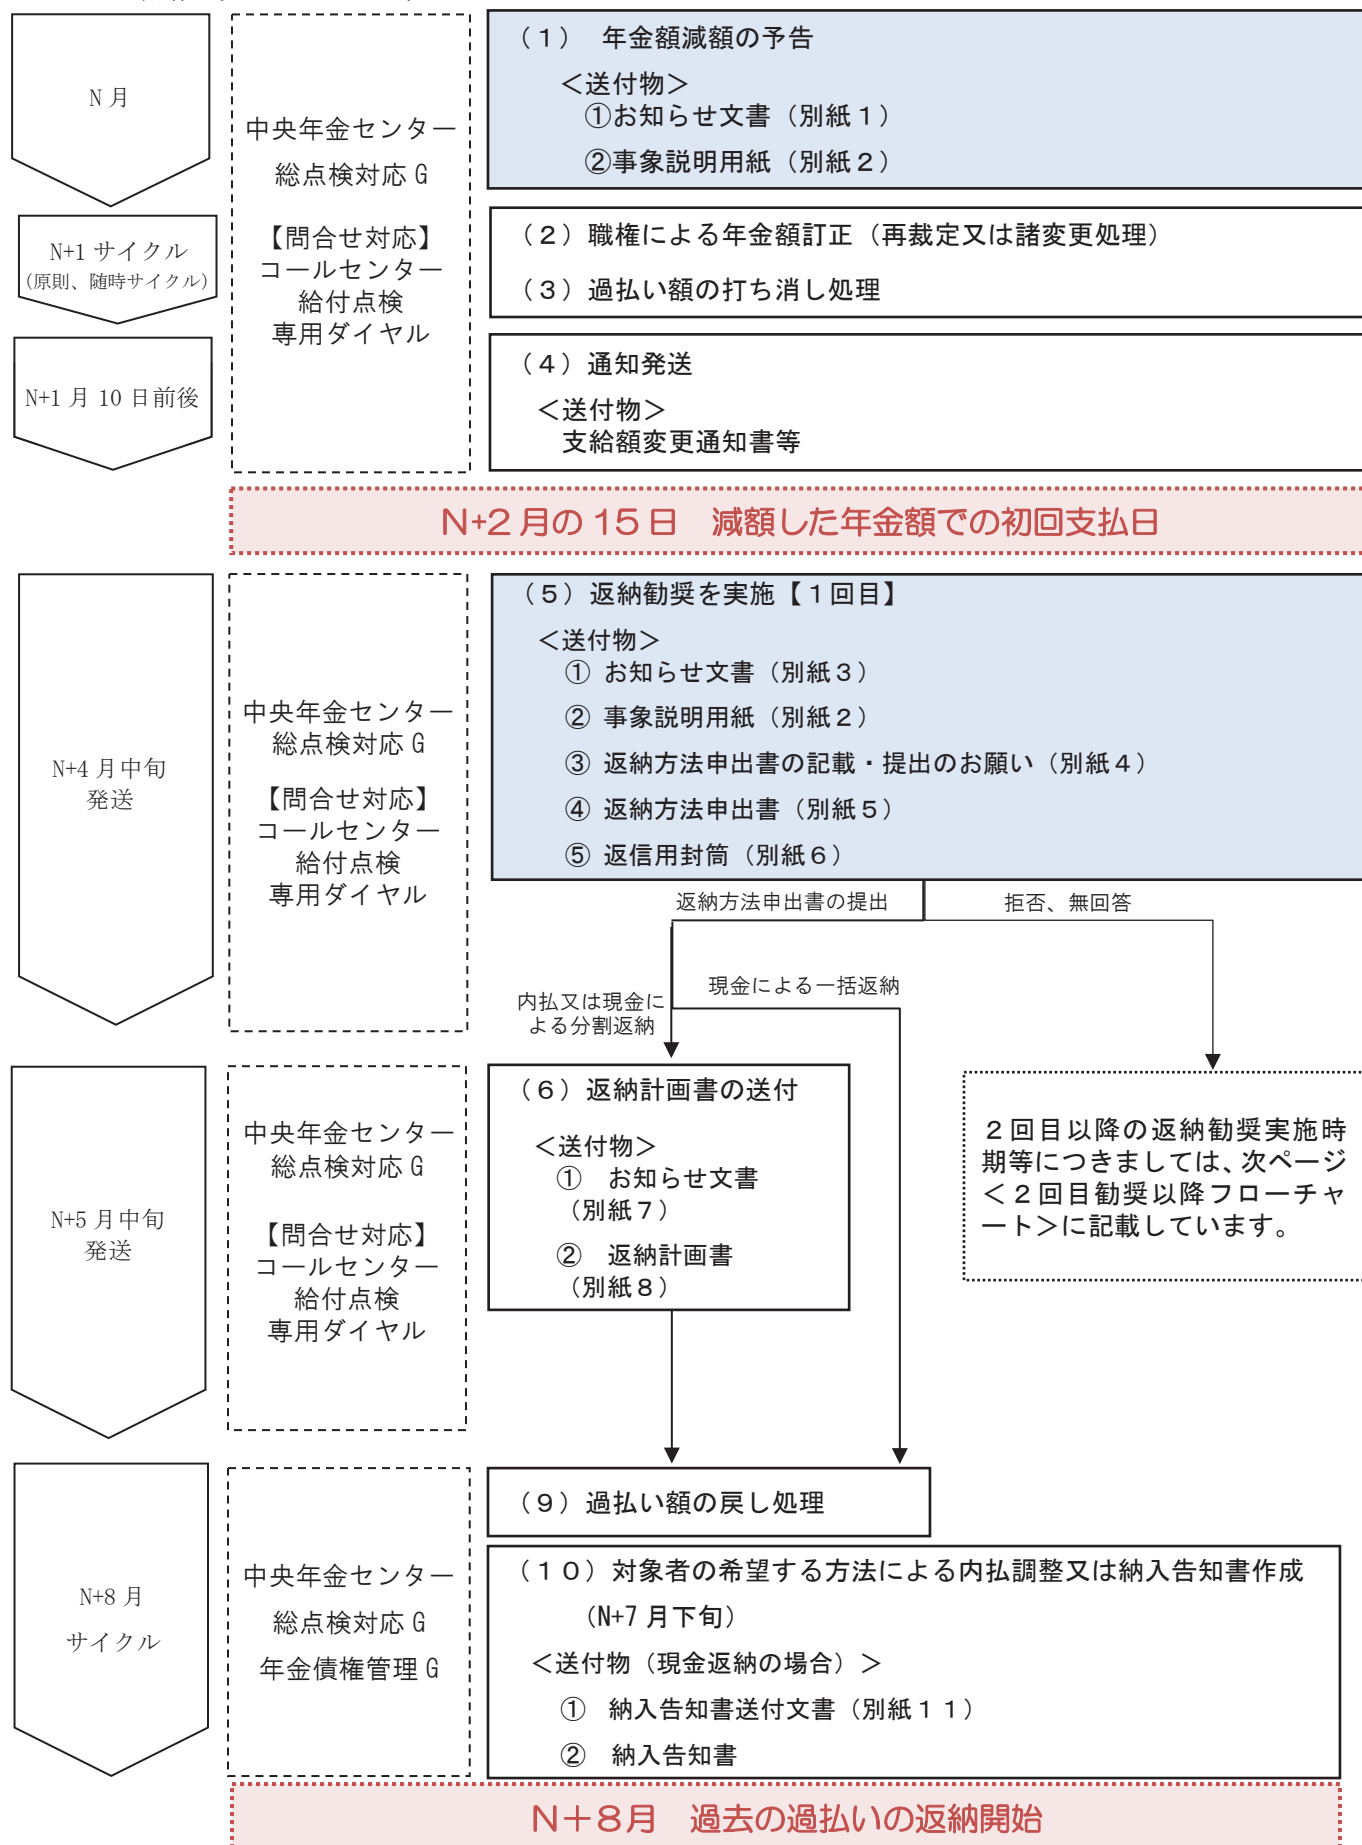 N 月
中央年金センター
総点検対応 G
【問合せ対応】
コールセンター
給付点検
専用ダイヤル
（１）　年金額減額の予告
＜送付物＞
①お知らせ文書（別紙１）
②事象説明用紙（別紙２）
N+1 サイクル
(原則、随時サイクル)
（２）職権による年金額訂正（再裁定又は諸変更処理）
（３）過払い額の打ち消し処理
N+1 月 10 日前後
（４）通知発送
＜送付物＞
支給額変更通知書等
N+2 月の 15 日　減額した年金額での初回支払日
N+4 月中旬
発送
中央年金センター
総点検対応 G
【問合せ対応】
コールセンター
給付点検
専用ダイヤル
（５）返納勧奨を実施【１回目】
＜送付物＞
① お知らせ文書（別紙３）
② 事象説明用紙（別紙２）
③ 返納方法申出書の記載・提出のお願い（別紙４）
④ 返納方法申出書（別紙５）
⑤ 返信用封筒（別紙６）
返納方法申出書の提出
拒否、無回答
内払又は現金に
よる分割返納
現金による一括返納
N+5 月中旬
発送
中央年金センター
総点検対応 G
【問合せ対応】
コールセンター
給付点検
専用ダイヤル
（６）返納計画書の送付
＜送付物＞
①　お知らせ文書
（別紙７）
②　返納計画書
（別紙８）
２回目以降の返納勧奨実施時
期等につきましては、次ページ
＜２回目勧奨以降フローチャ
ート＞に記載しています。
N+8 月
サイクル
中央年金センター
総点検対応 G
年金債権管理 G
（９）過払い額の戻し処理
（１０）対象者の希望する方法による内払調整又は納入告知書作成
（N+7 月下旬）
＜送付物（現金返納の場合）＞
①　納入告知書送付文書（別紙１１）
②　納入告知書
N＋８月　過去の過払いの返納開始